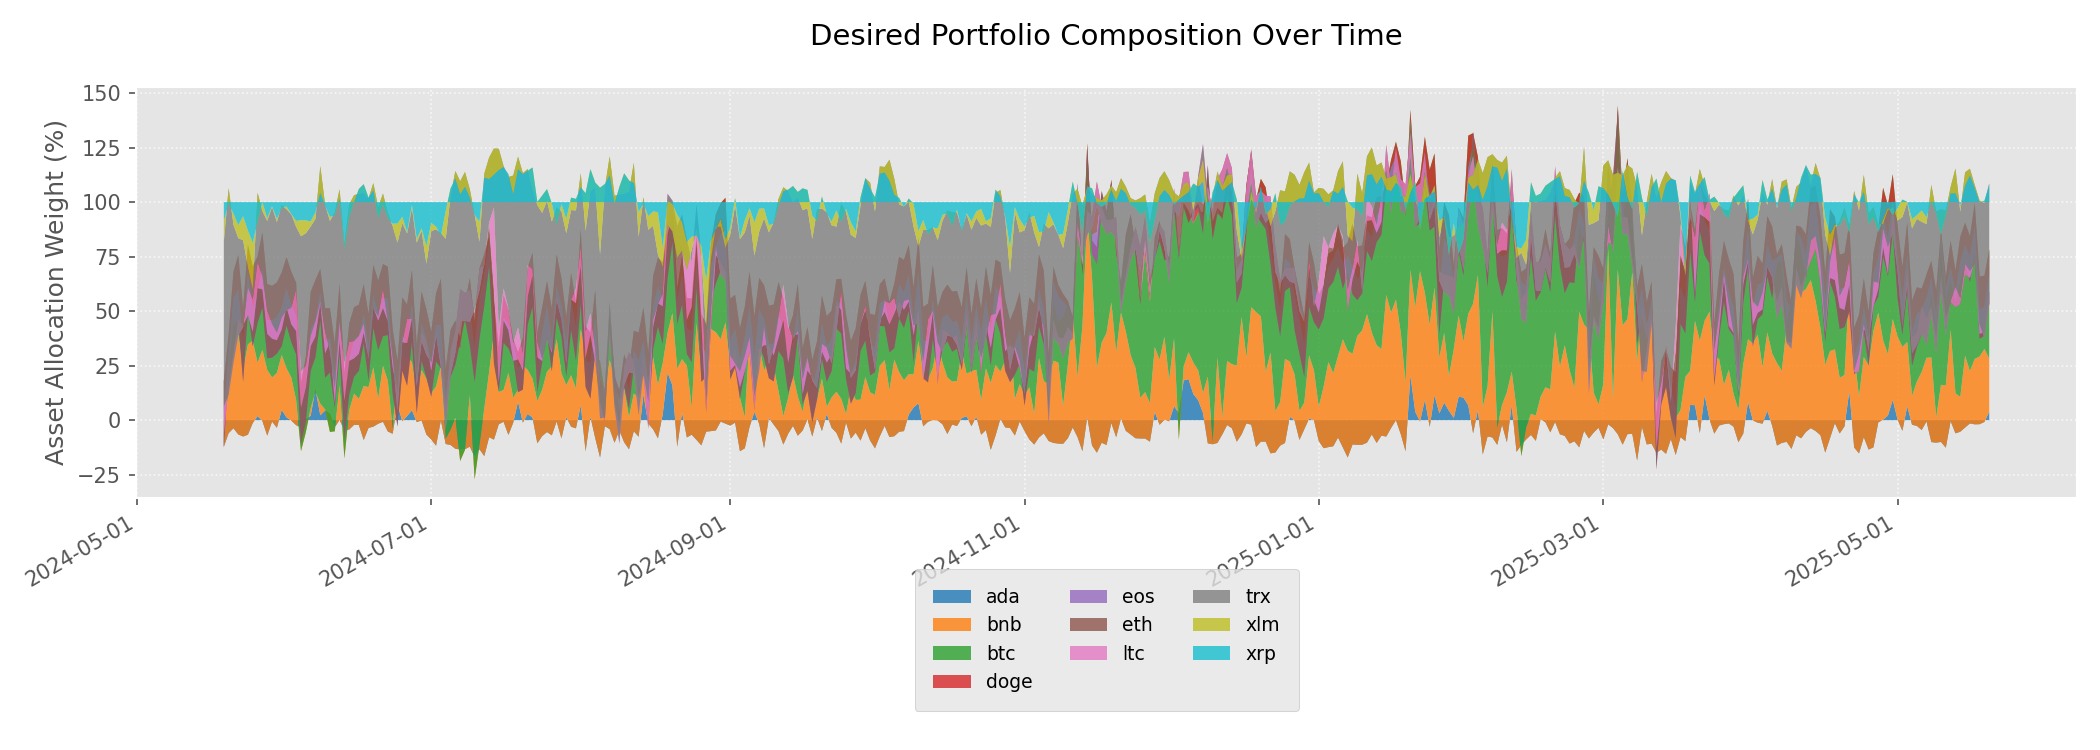 Desired Portfolio Composition Over Time
Asset Allocation Weight (%)
150
125
100
75
50
25
0
−25
2024-05-01
2024-07-01
2024-09-01
2024-11-01
2025-01-01
2025-03-01
2025-05-01
ada
bnb
btc
doge
eos
eth
ltc
trx
xlm
xrp